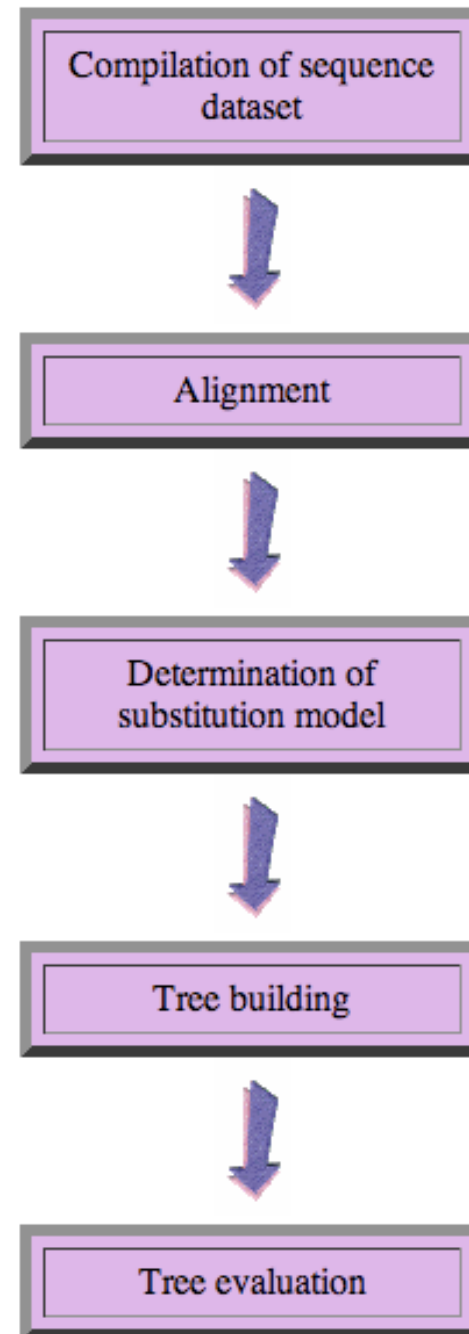 Compilation of sequence
dataset
Alignment
Determination of
substitution model
Tree building
Tree evaluation